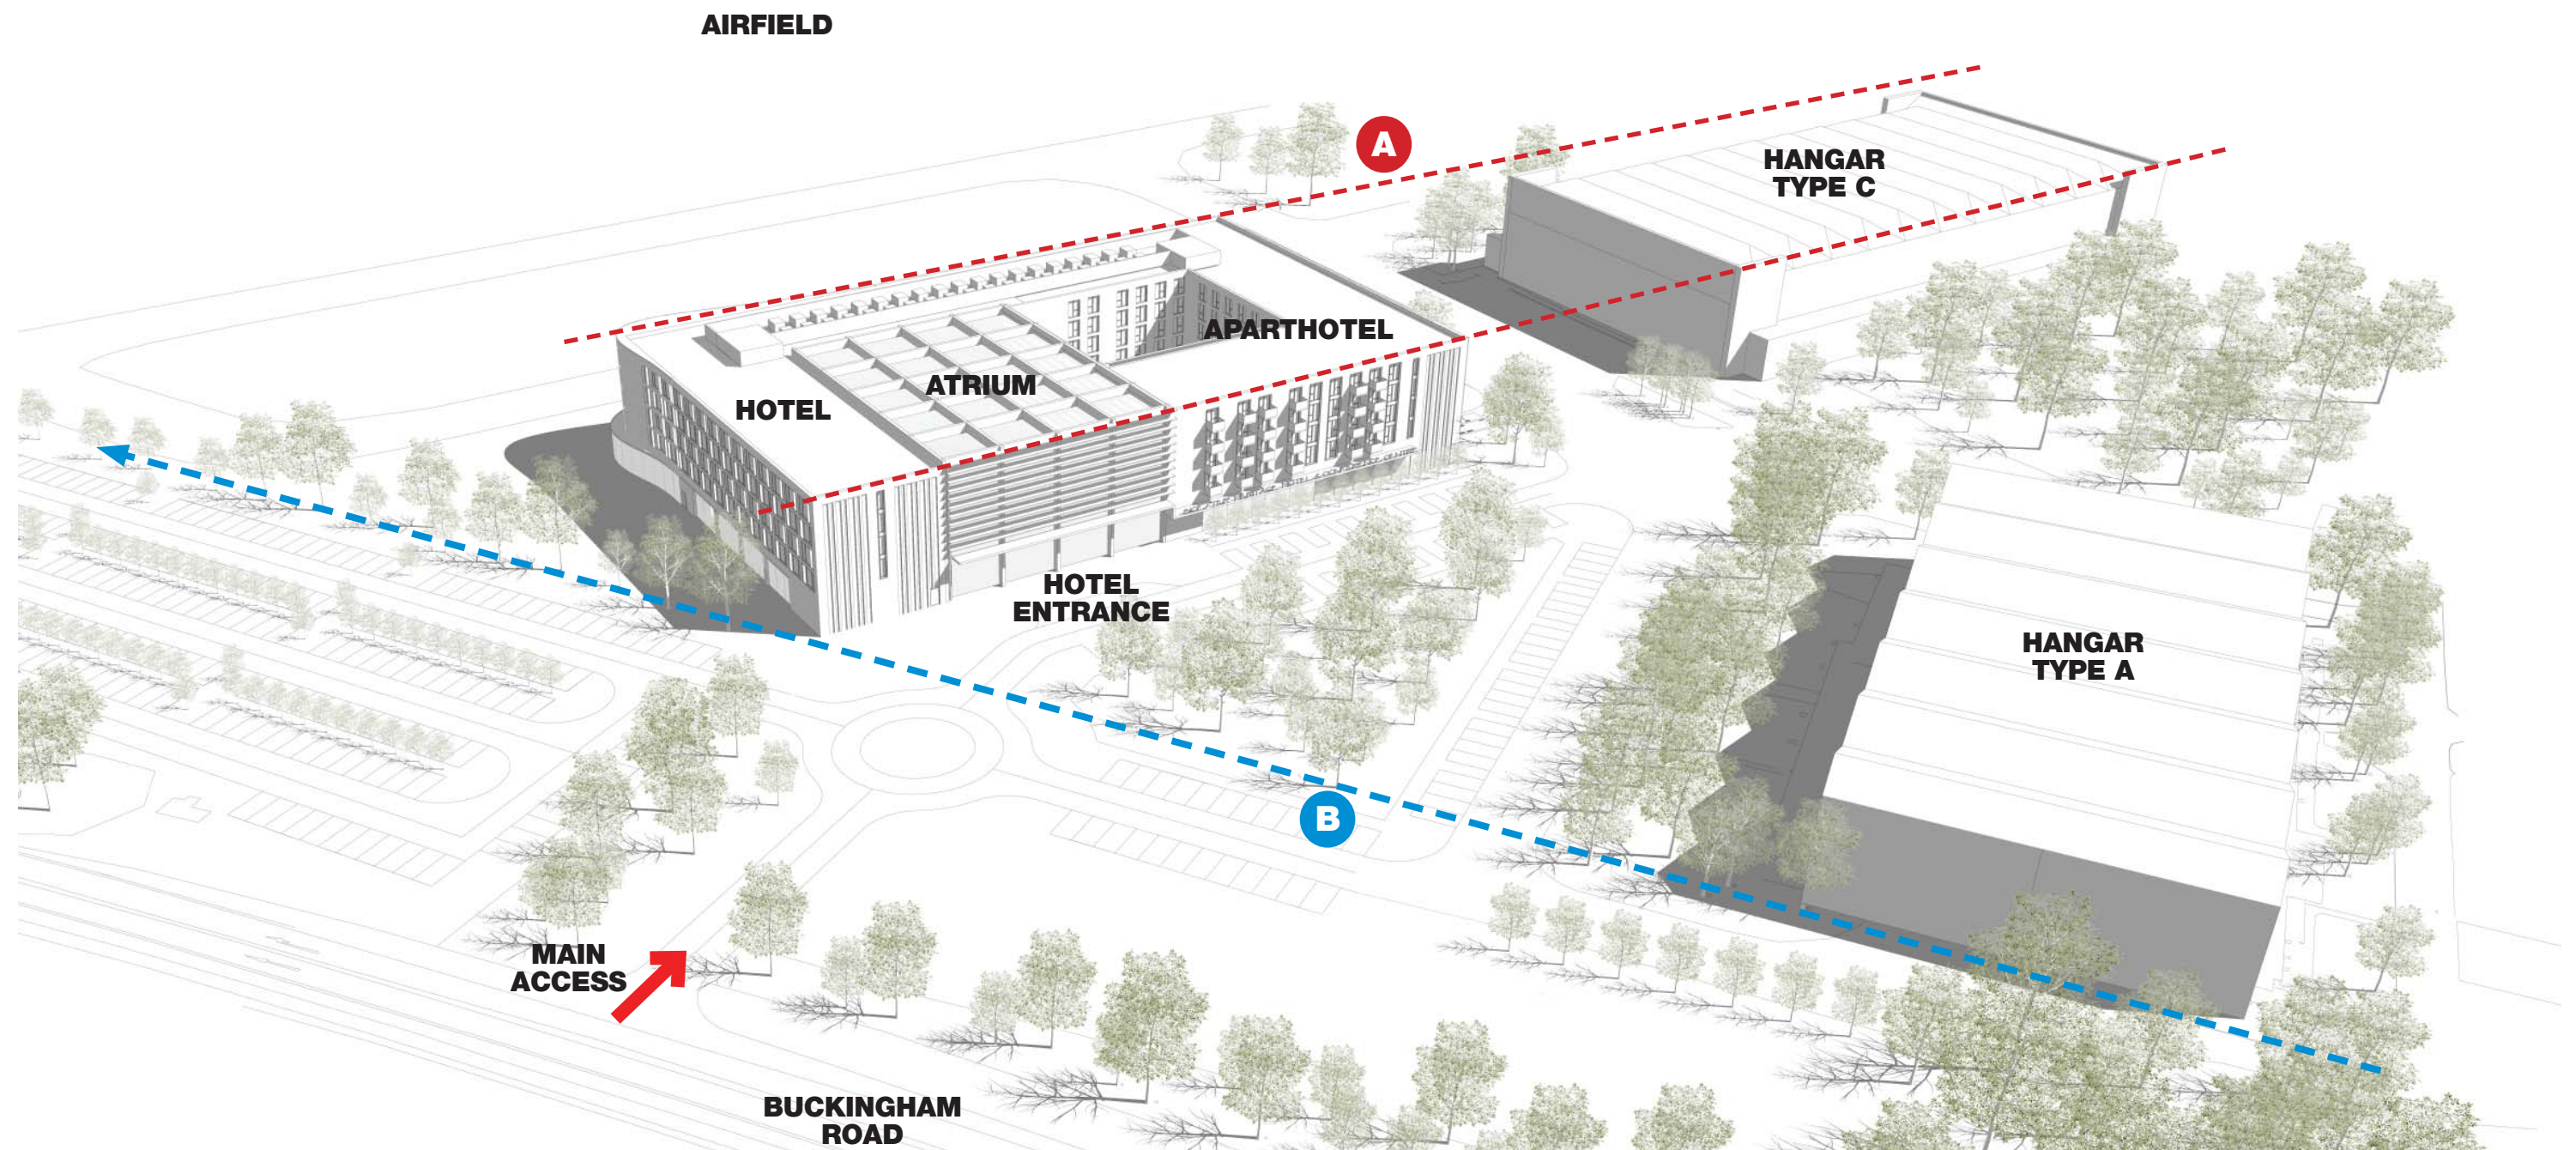 AIRFIELD
A
HANGAR
TYPE C
APARTHOTEL
ATRIUM
HOTEL
HOTEL
ENTRANCE
HANGAR
TYPE A
B
MAIN
ACCESS
BUCKINGHAM
ROAD